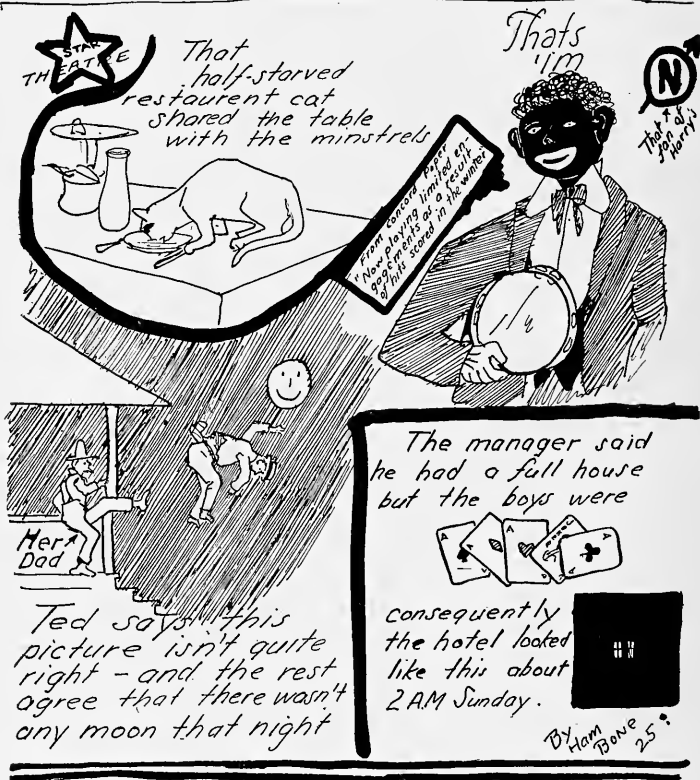 STAR
THEATRE
That
half-starved
restaurent cat
shared the table
with the minstrels
"From Concord Paper
"Now playing limited en
gagements as a result
of hits scored in the winter"
Thats
'im
N
That ↑
fan of
Harry's
Her
Dad
Ted says this
picture isn't quite
right - and the rest
agree that there wasn't
any moon that night
The manager said
he had a full house
but the boys were
A A A A A
consequently
the hotel looked
like this about
2 A.M Sunday.
By
Ham
Bone
25°